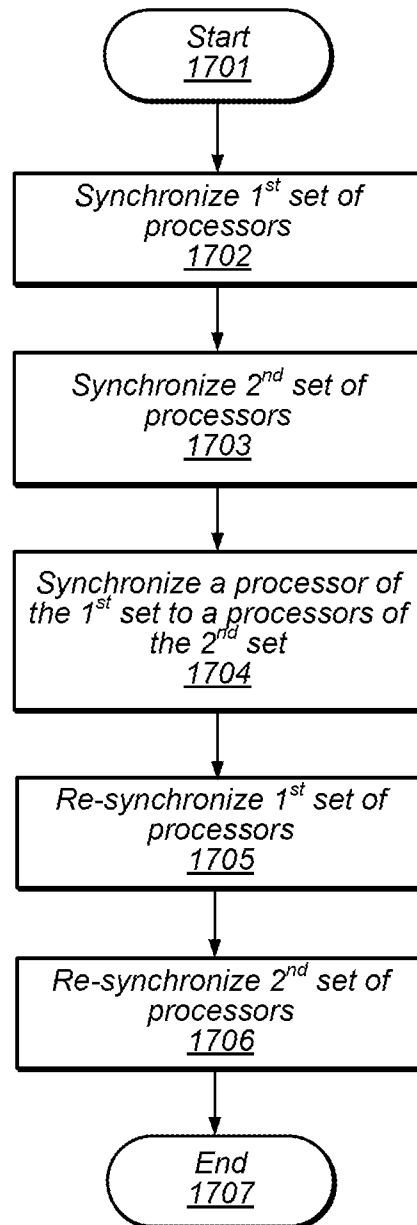 Start
1701
Synchronize 1st set of
processors
1702
Synchronize 2nd set of
processors
1703
Synchronize a processor of
the 1st set to a processors of
the 2nd set
1704
Re-synchronize 1st set of
processors
1705
Re-synchronize 2nd set of
processors
1706
End
1707